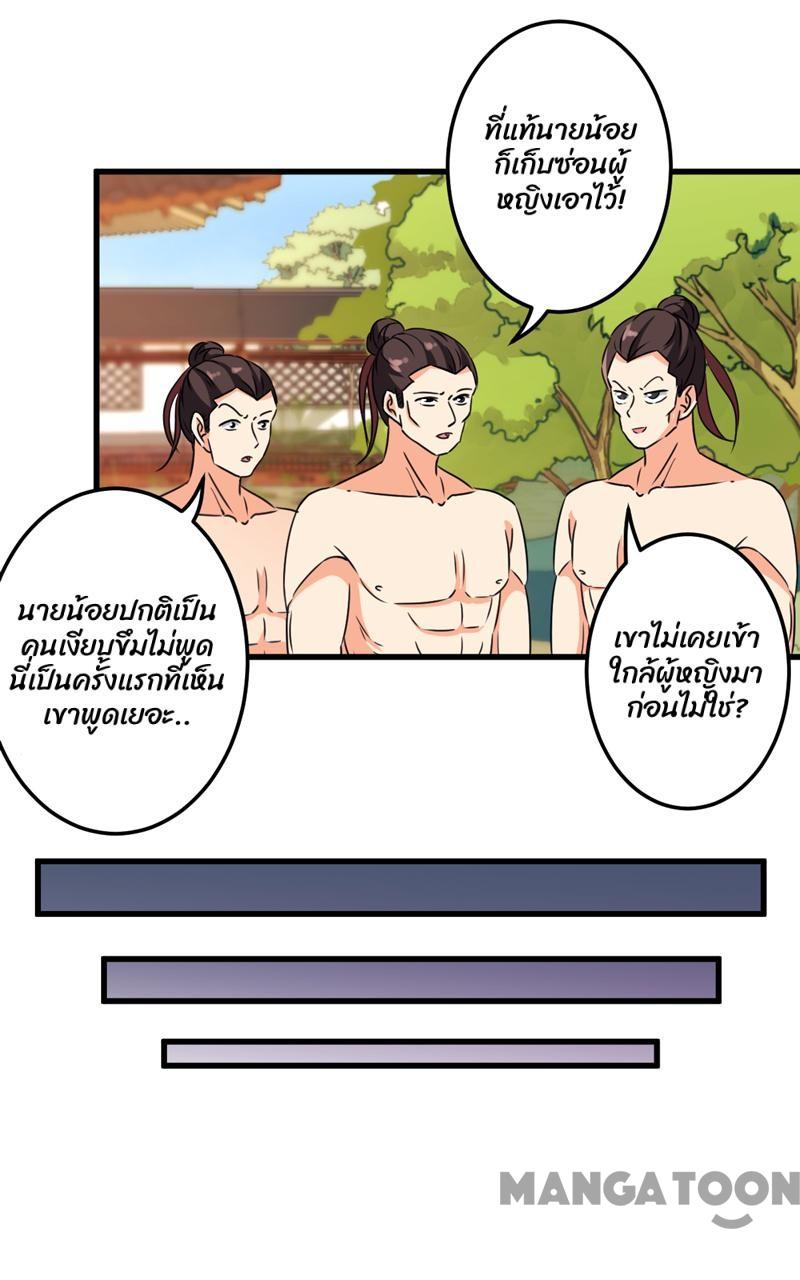 ที่แท้นายน้อย
ก็เก็บซ่อนผู้
หญิงเอาไว้!
นายน้อยปกติเป็น
คนเงียบขึมไม่พูด
นี่เป็นครั้งแรกที่เห็น
เขาพูดเยอะ..
เขาไม่เคยเข้า
ใกล้ผู้หญิงมา
ก่อนไม่ใช่?
MANGATOON